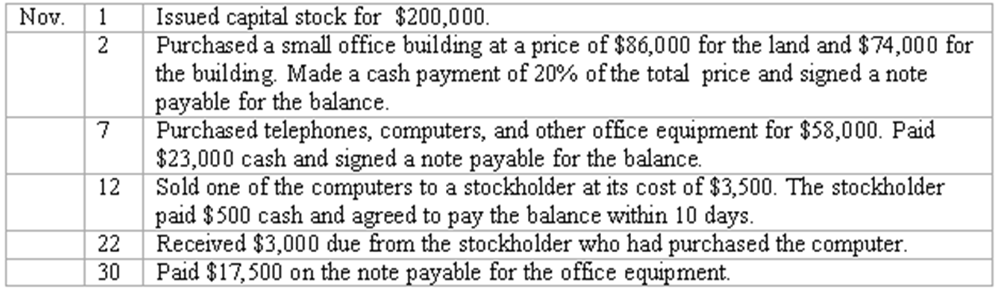 Nov. 1 Issued capital stock for $200,000.
2 Purchased a small office building at a price of $86,000 for the land and $74,000 for
the building. Made a cash payment of 20% of the total price and signed a note
payable for the balance.
7 Purchased telephones, computers, and other office equipment for $58,000. Paid
$23,000 cash and signed a note payable for the balance.
12 Sold one of the computers to a stockholder at its cost of $3,500. The stockholder
paid $500 cash and agreed to pay the balance within 10 days.
22 Received $3,000 due from the stockholder who had purchased the computer.
30 Paid $17,500 on the note payable for the office equipment.